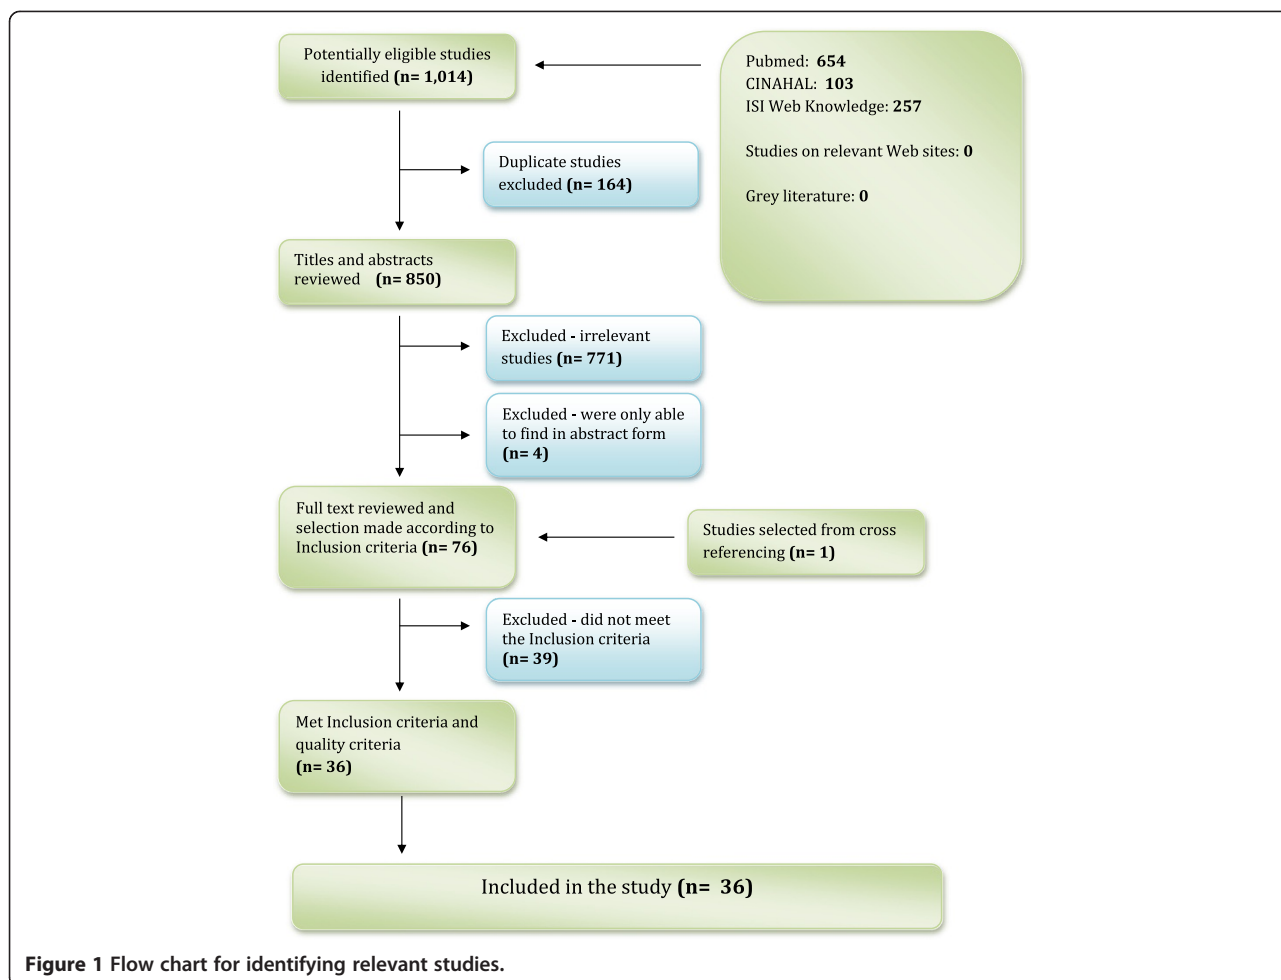 Potentially eligible studies
identified (n= 1,014)
Pubmed: 654
CINAHAL: 103
ISI Web Knowledge: 257
Studies on relevant Web sites: 0
Grey literature: 0
Duplicate studies
excluded (n= 164)
Titles and abstracts
reviewed (n= 850)
Excluded - irrelevant
studies (n= 771)
Excluded - were only able
to find in abstract form
(n= 4)
Full text reviewed and
selection made according to
Inclusion criteria (n= 76)
Studies selected from cross
referencing (n= 1)
Excluded - did not meet
the Inclusion criteria
(n= 39)
Met Inclusion criteria and
quality criteria
(n= 36)
Included in the study (n= 36)
Figure 1 Flow chart for identifying relevant studies.